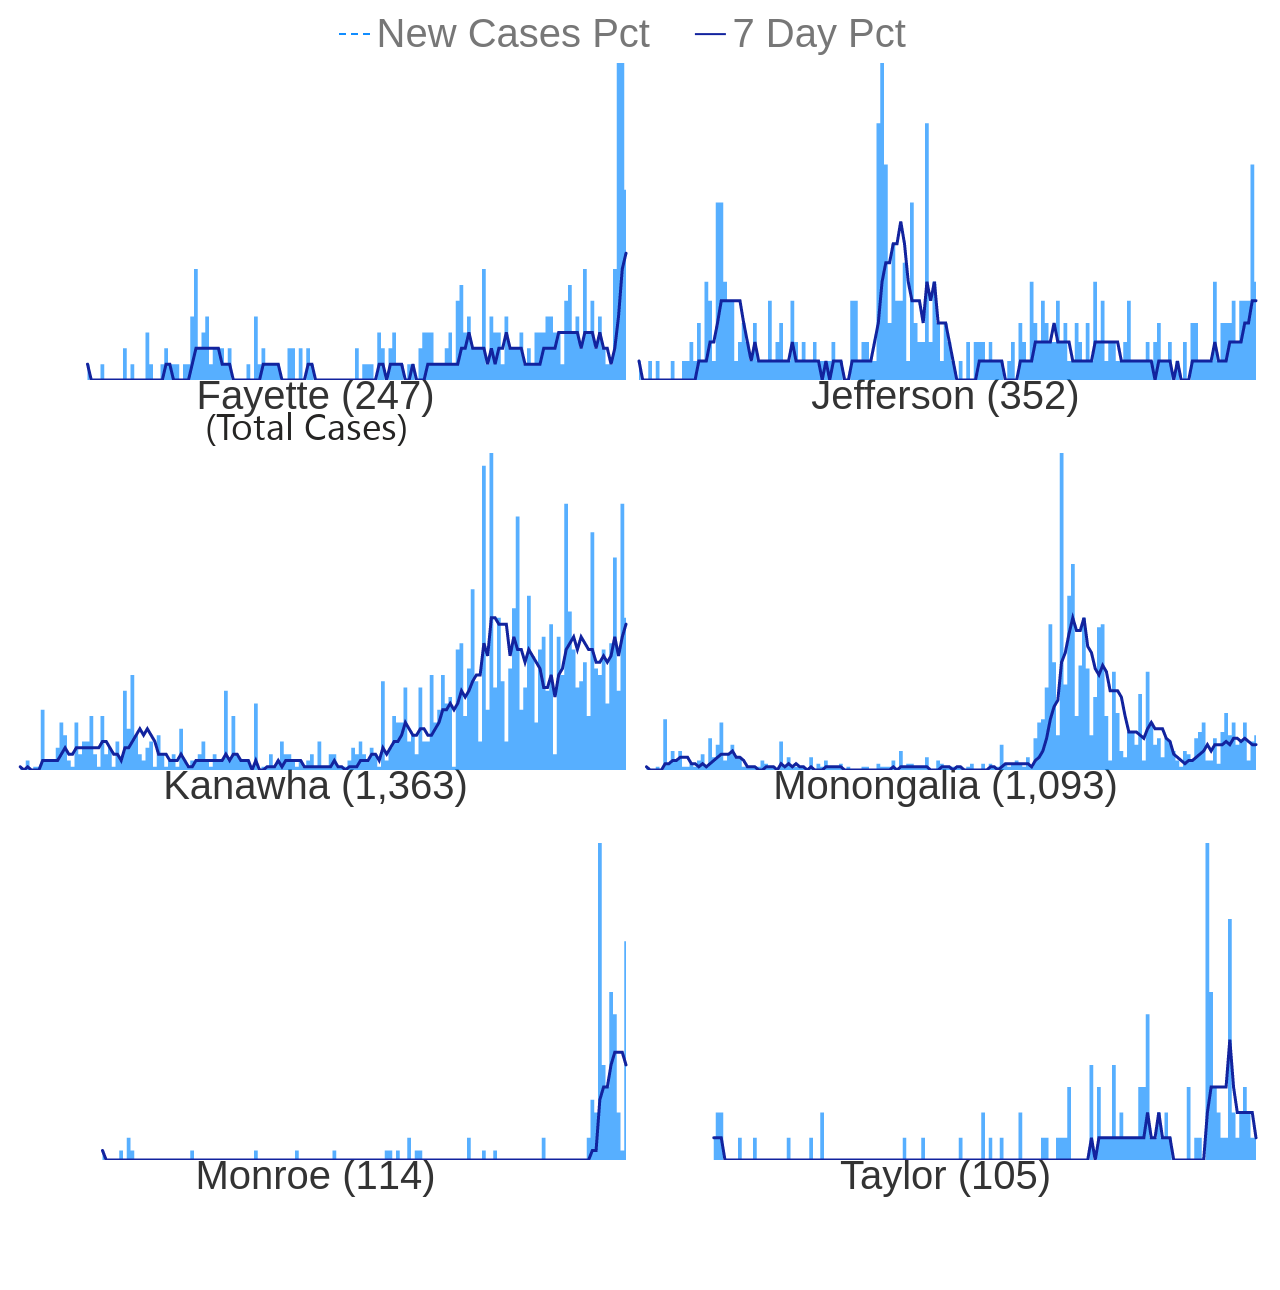 New Cases Pct 7 Day Pct
Fayette (247) Jefferson (352)
(Total Cases)
Kanawha (1,363) Monongalia (1,093)
Monroe (114) Taylor (105)